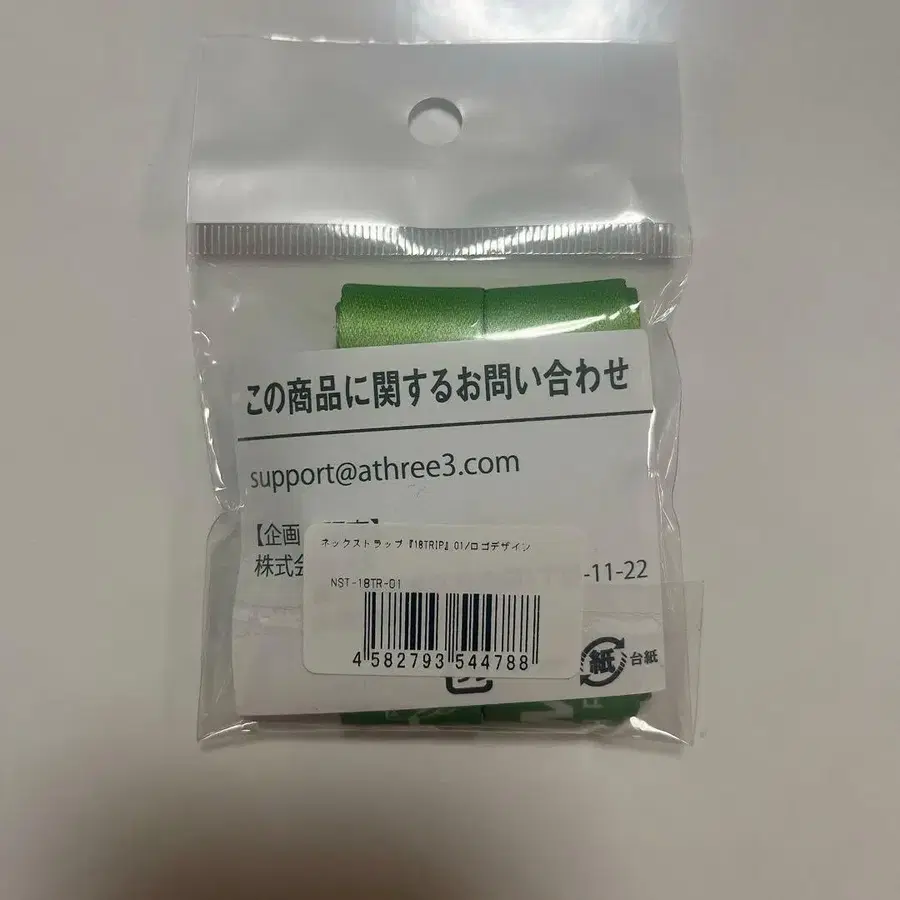 この商品に関するお問い合わせ
support@athree3.com
【企画
株式会
-11-22
ネックストラップ『18TRIP』01/ロゴデザイン
NST-18TR-01
4 582793 544788
紙 台紙